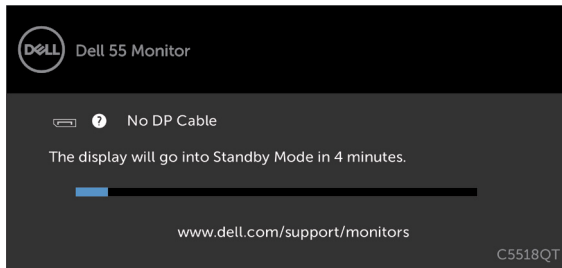 DELL
Dell 55 Monitor
? No DP Cable
The display will go into Standby Mode in 4 minutes.
www.dell.com/support/monitors
C5518QT